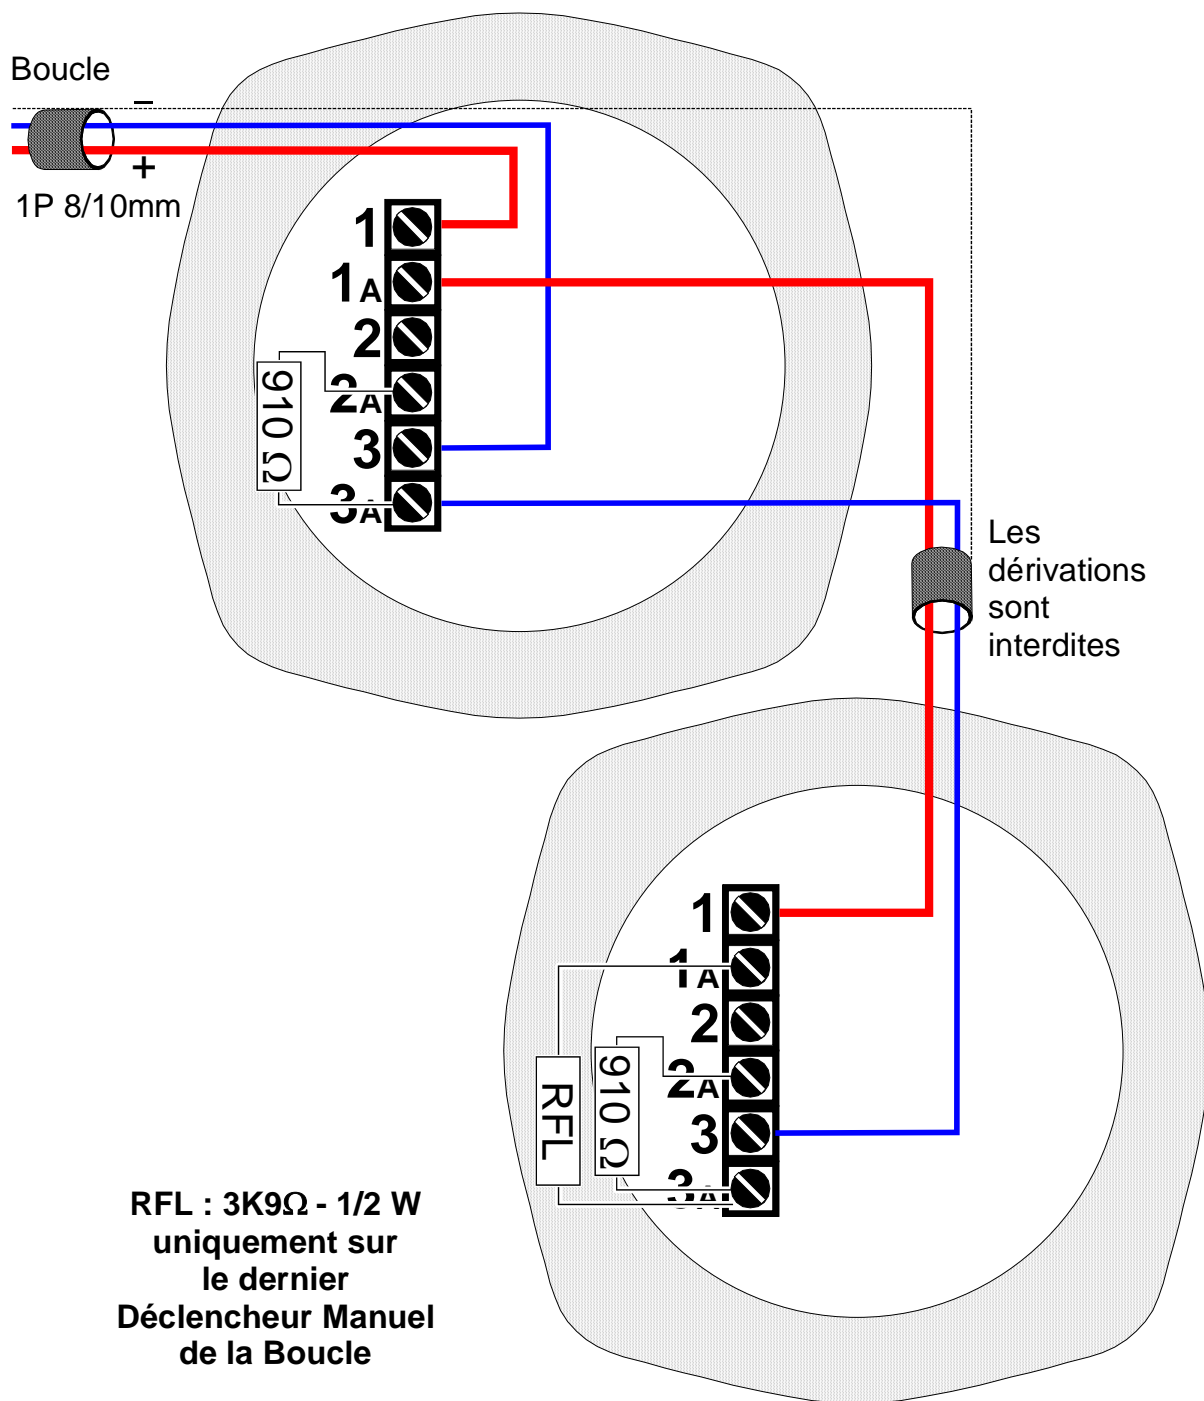 Boucle
–
+
1P 8/10mm
1
1A
2
2A
3
3A
910 Ω
Les
dérivations
sont
interdites
1
1A
2
2A
3
3A
RFL
910 Ω
RFL : 3K9Ω - 1/2 W
uniquement sur
le dernier
Déclencheur Manuel
de la Boucle